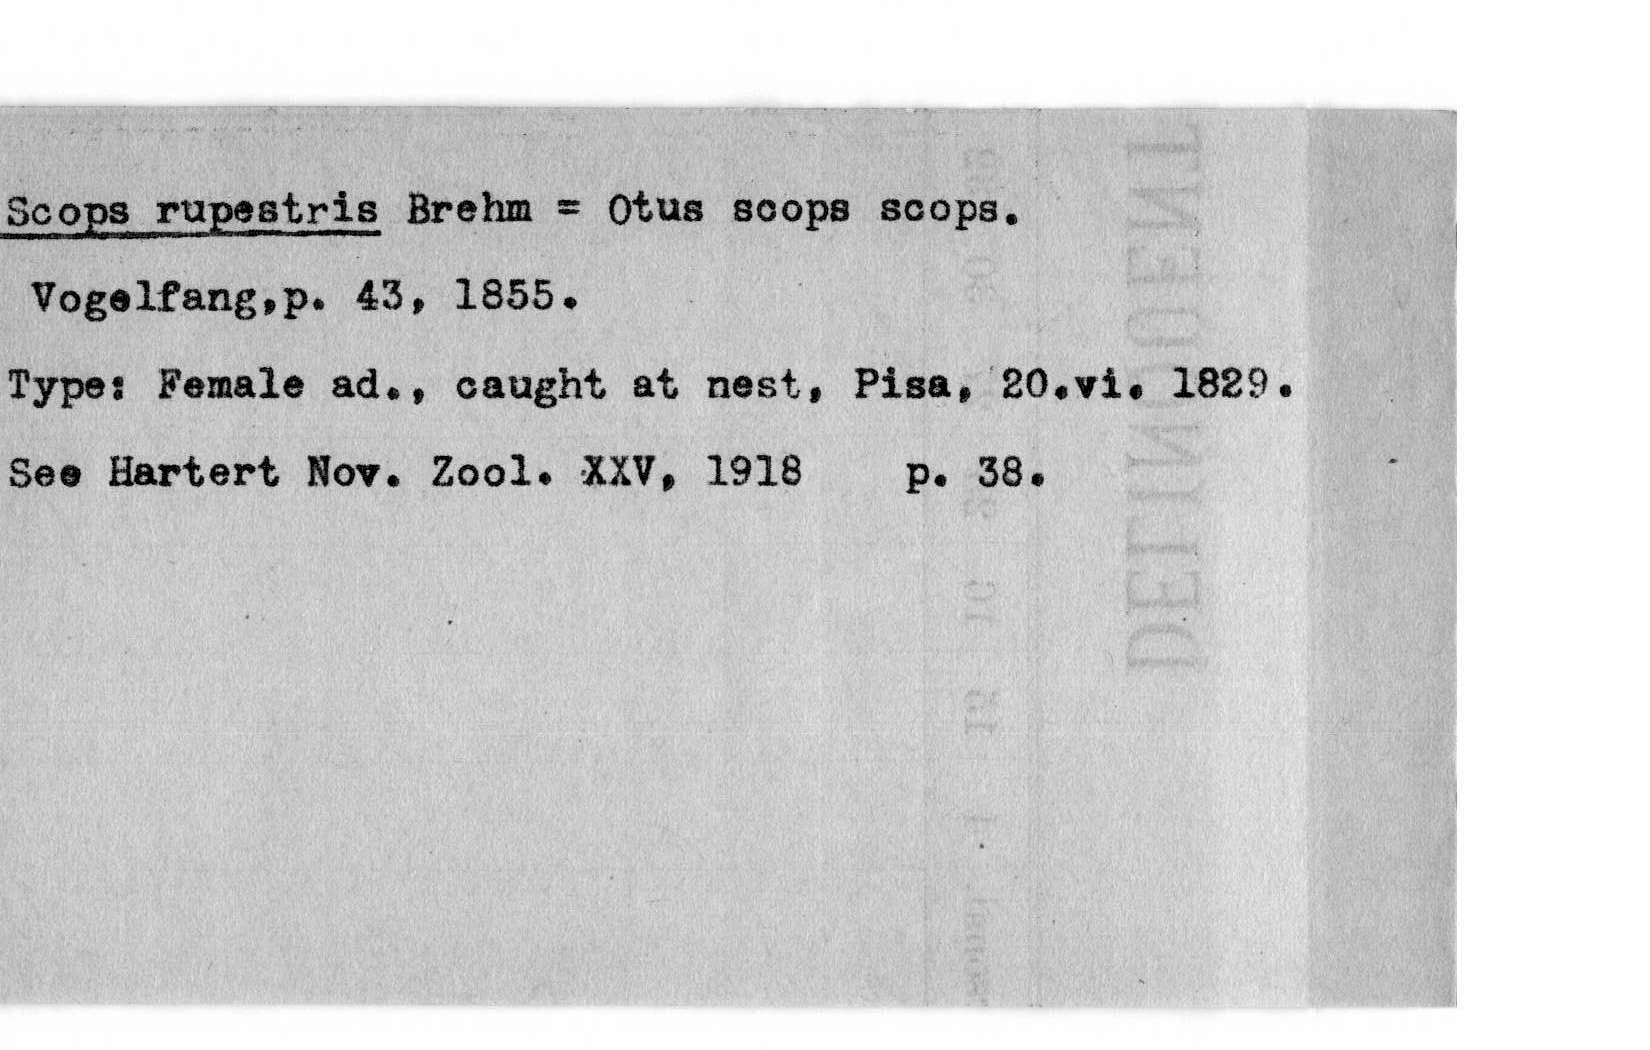 Scops rupestris Brehm = Otus scops scops.
Vogelfang,p. 43, 1855.
Type: Female ad., caught at nest, Pisa, 20.vi. 1829.
See Hartert Nov. Zool. XXV, 1918 p. 38.
DELINQUENT